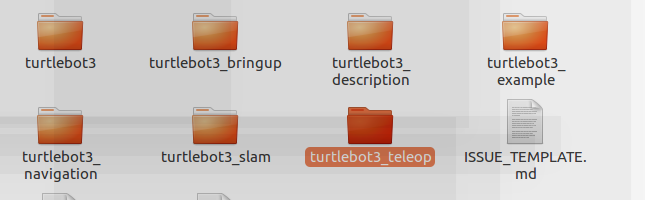 turtlebot3
turtlebot3_bringup
turtlebot3_
description
turtlebot3_
example
turtlebot3_
navigation
turtlebot3_slam
turtlebot3_teleop
ISSUE_TEMPLATE.
md